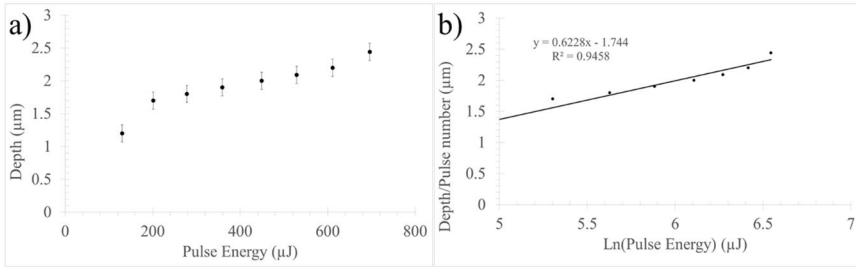 a)
3
2.5
2
1.5
1
0.5
0
Depth (µm)
0 200 400 600 800
Pulse Energy (µJ)
b)
3
2.5
2
1.5
1
0.5
0
Depth/Pulse number (µm)
y = 0.6228x - 1.744
R² = 0.9458
5 5.5 6 6.5 7
Ln(Pulse Energy) (µJ)